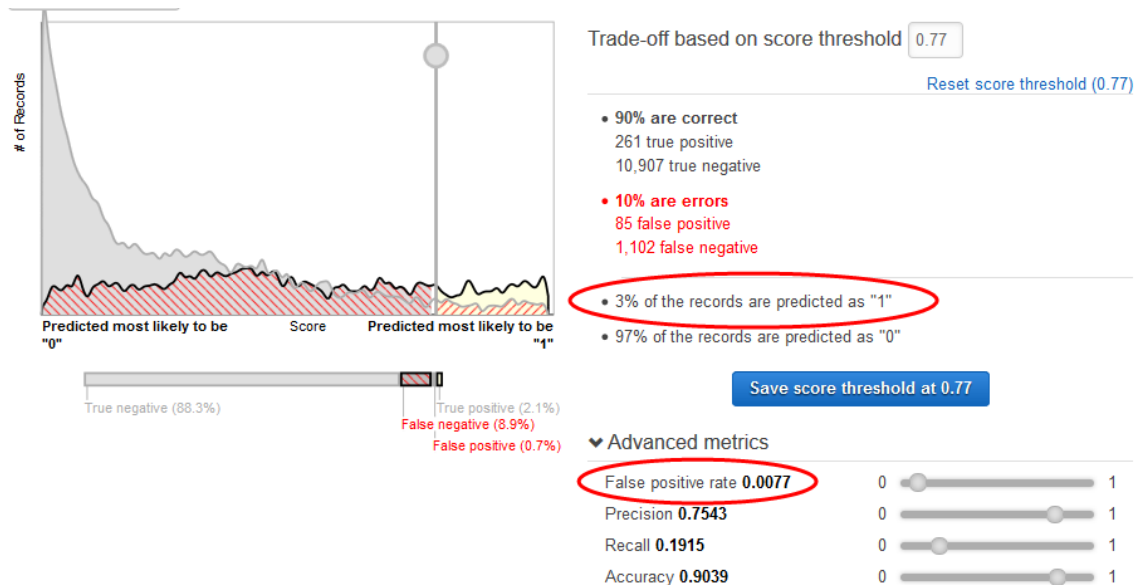 # of Records
Predicted most likely to be "0"
Score
Predicted most likely to be "1"
True negative (88.3%)
True positive (2.1%)
False negative (8.9%)
False positive (0.7%)
Trade-off based on score threshold 0.77
Reset score threshold (0.77)
• 90% are correct
261 true positive
10,907 true negative
• 10% are errors
85 false positive
1,102 false negative
• 3% of the records are predicted as "1"
• 97% of the records are predicted as "0"
Save score threshold at 0.77
Advanced metrics
False positive rate 0.0077 0 1
Precision 0.7543 0 1
Recall 0.1915 0 1
Accuracy 0.9039 0 1